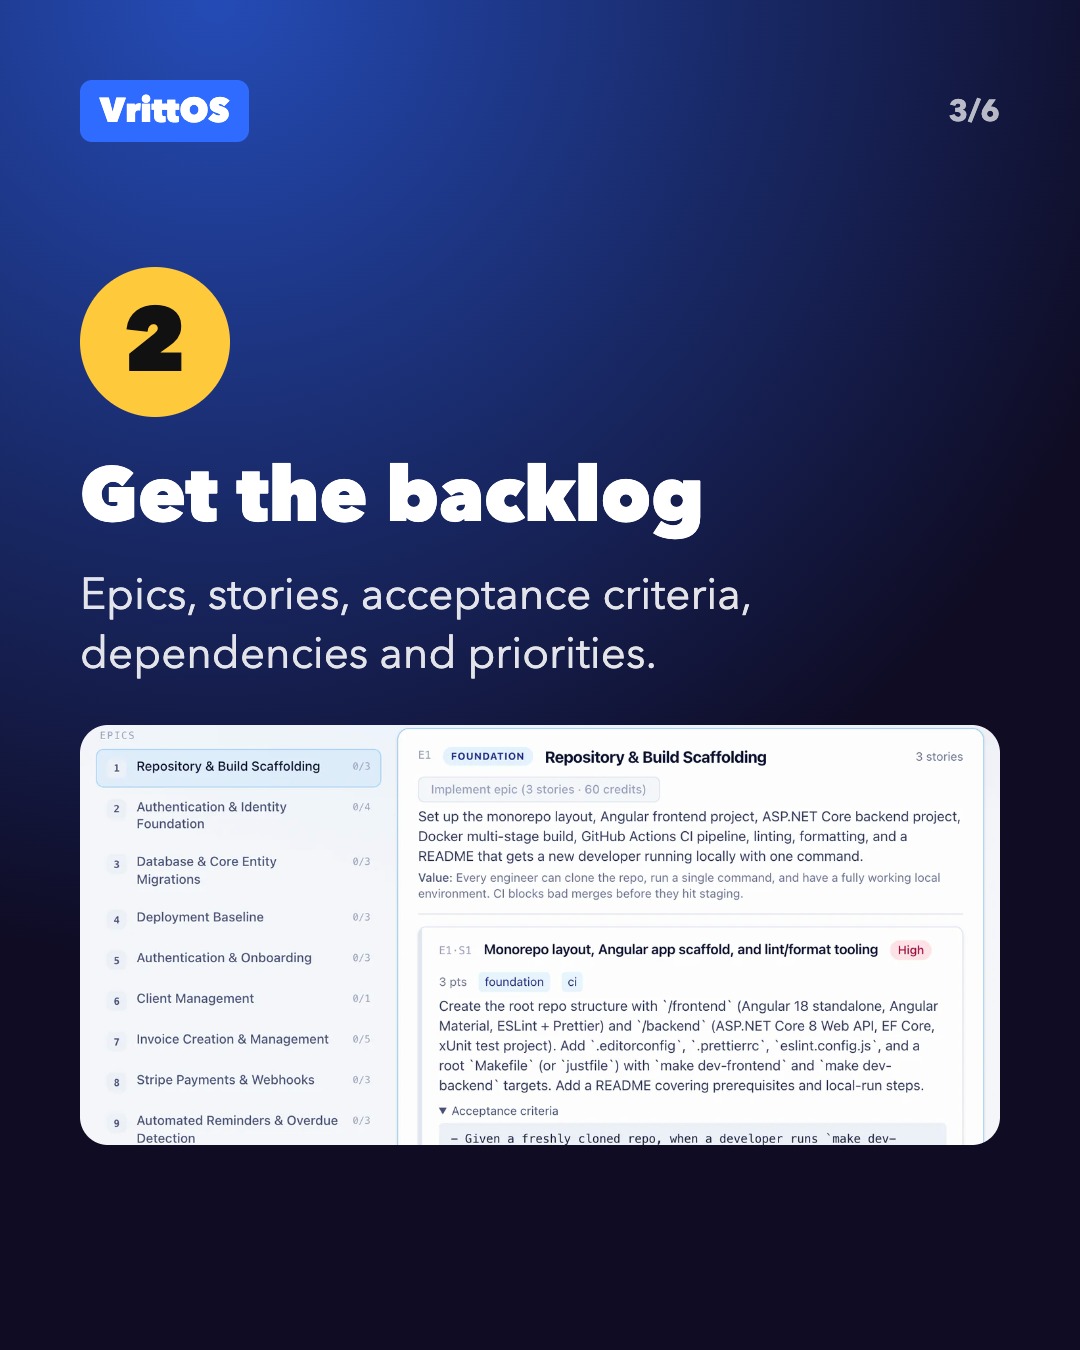 VrittOS
3/6
2
Get the backlog
Epics, stories, acceptance criteria,
dependencies and priorities.
EPICS
1 Repository & Build Scaffolding 0/3
2 Authentication & Identity 0/4
Foundation
3 Database & Core Entity 0/3
Migrations
4 Deployment Baseline 0/3
5 Authentication & Onboarding 0/3
6 Client Management 0/1
7 Invoice Creation & Management 0/5
8 Stripe Payments & Webhooks 0/3
9 Automated Reminders & Overdue 0/3
Detection
E1 FOUNDATION Repository & Build Scaffolding 3 stories
Implement epic (3 stories · 60 credits)
Set up the monorepo layout, Angular frontend project, ASP.NET Core backend project,
Docker multi-stage build, GitHub Actions CI pipeline, linting, formatting, and a
README that gets a new developer running locally with one command.
Value: Every engineer can clone the repo, run a single command, and have a fully working local
environment. CI blocks bad merges before they hit staging.
E1·S1 Monorepo layout, Angular app scaffold, and lint/format tooling High
3 pts foundation ci
Create the root repo structure with `/frontend` (Angular 18 standalone, Angular
Material, ESLint + Prettier) and `/backend` (ASP.NET Core 8 Web API, EF Core,
xUnit test project). Add `.editorconfig`, `.prettierrc`, `eslint.config.js`, and a
root `Makefile` (or `justfile`) with `make dev-frontend` and `make dev-
backend` targets. Add a README covering prerequisites and local-run steps.
▼ Acceptance criteria
– Given a freshly cloned repo, when a developer runs `make dev-